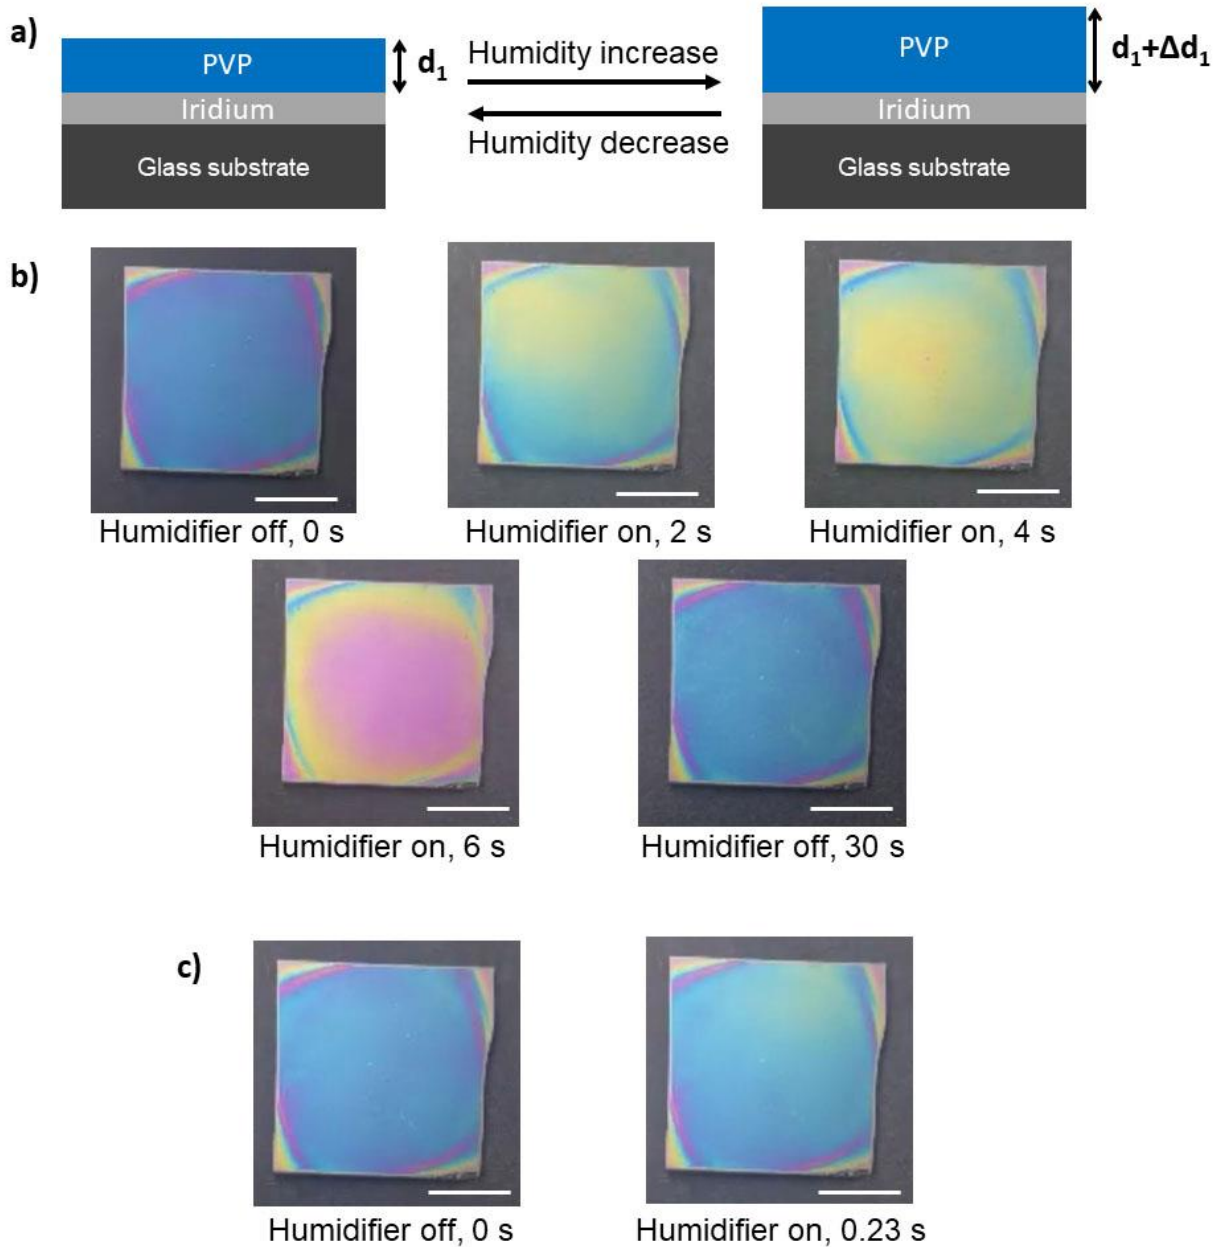 a)
PVP
Iridium
Glass substrate
d1
Humidity increase
Humidity decrease
PVP
Iridium
Glass substrate
d1+Δd1
b)
Humidifier off, 0 s
Humidifier on, 2 s
Humidifier on, 4 s
Humidifier on, 6 s
Humidifier off, 30 s
c)
Humidifier off, 0 s
Humidifier on, 0.23 s